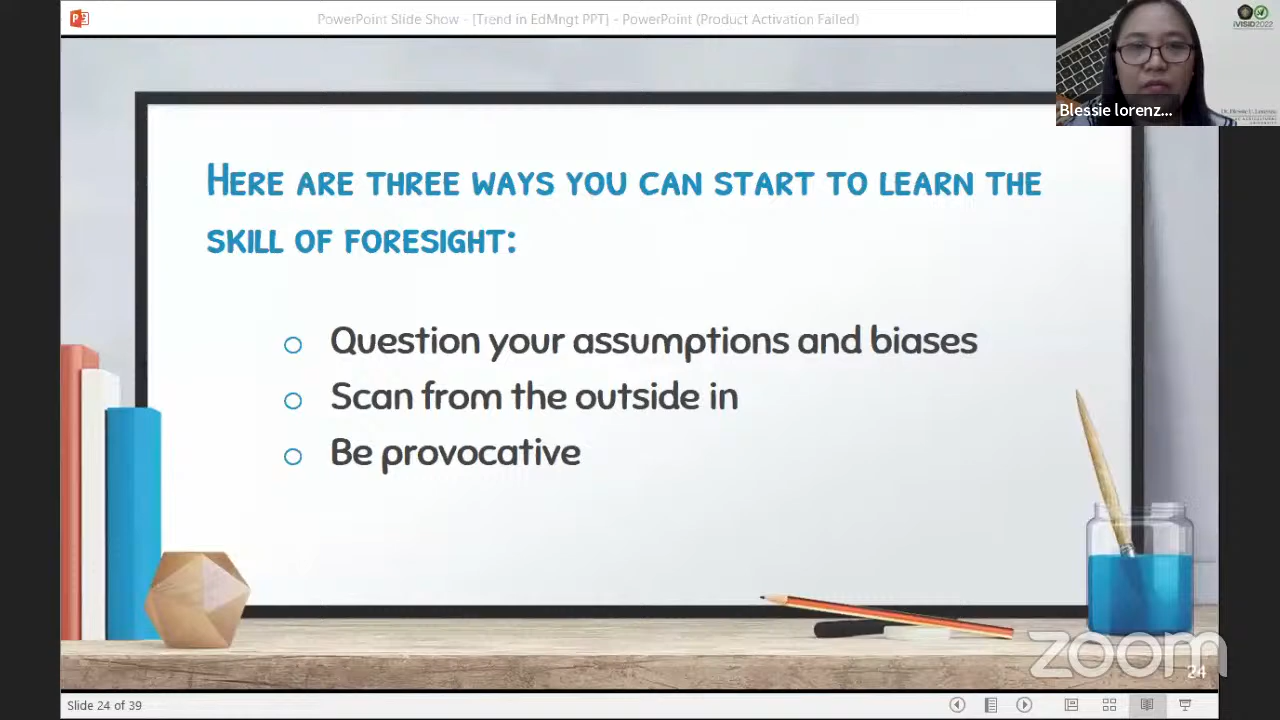 PowerPoint Slide Show - [Trend in EdMngt PPT] - PowerPoint (Product Activation Failed)
iVISID2022
Blessie lorenz...
HERE ARE THREE WAYS YOU CAN START TO LEARN THE
SKILL OF FORESIGHT:
Question your assumptions and biases
Scan from the outside in
Be provocative
zoom
24
Slide 24 of 39